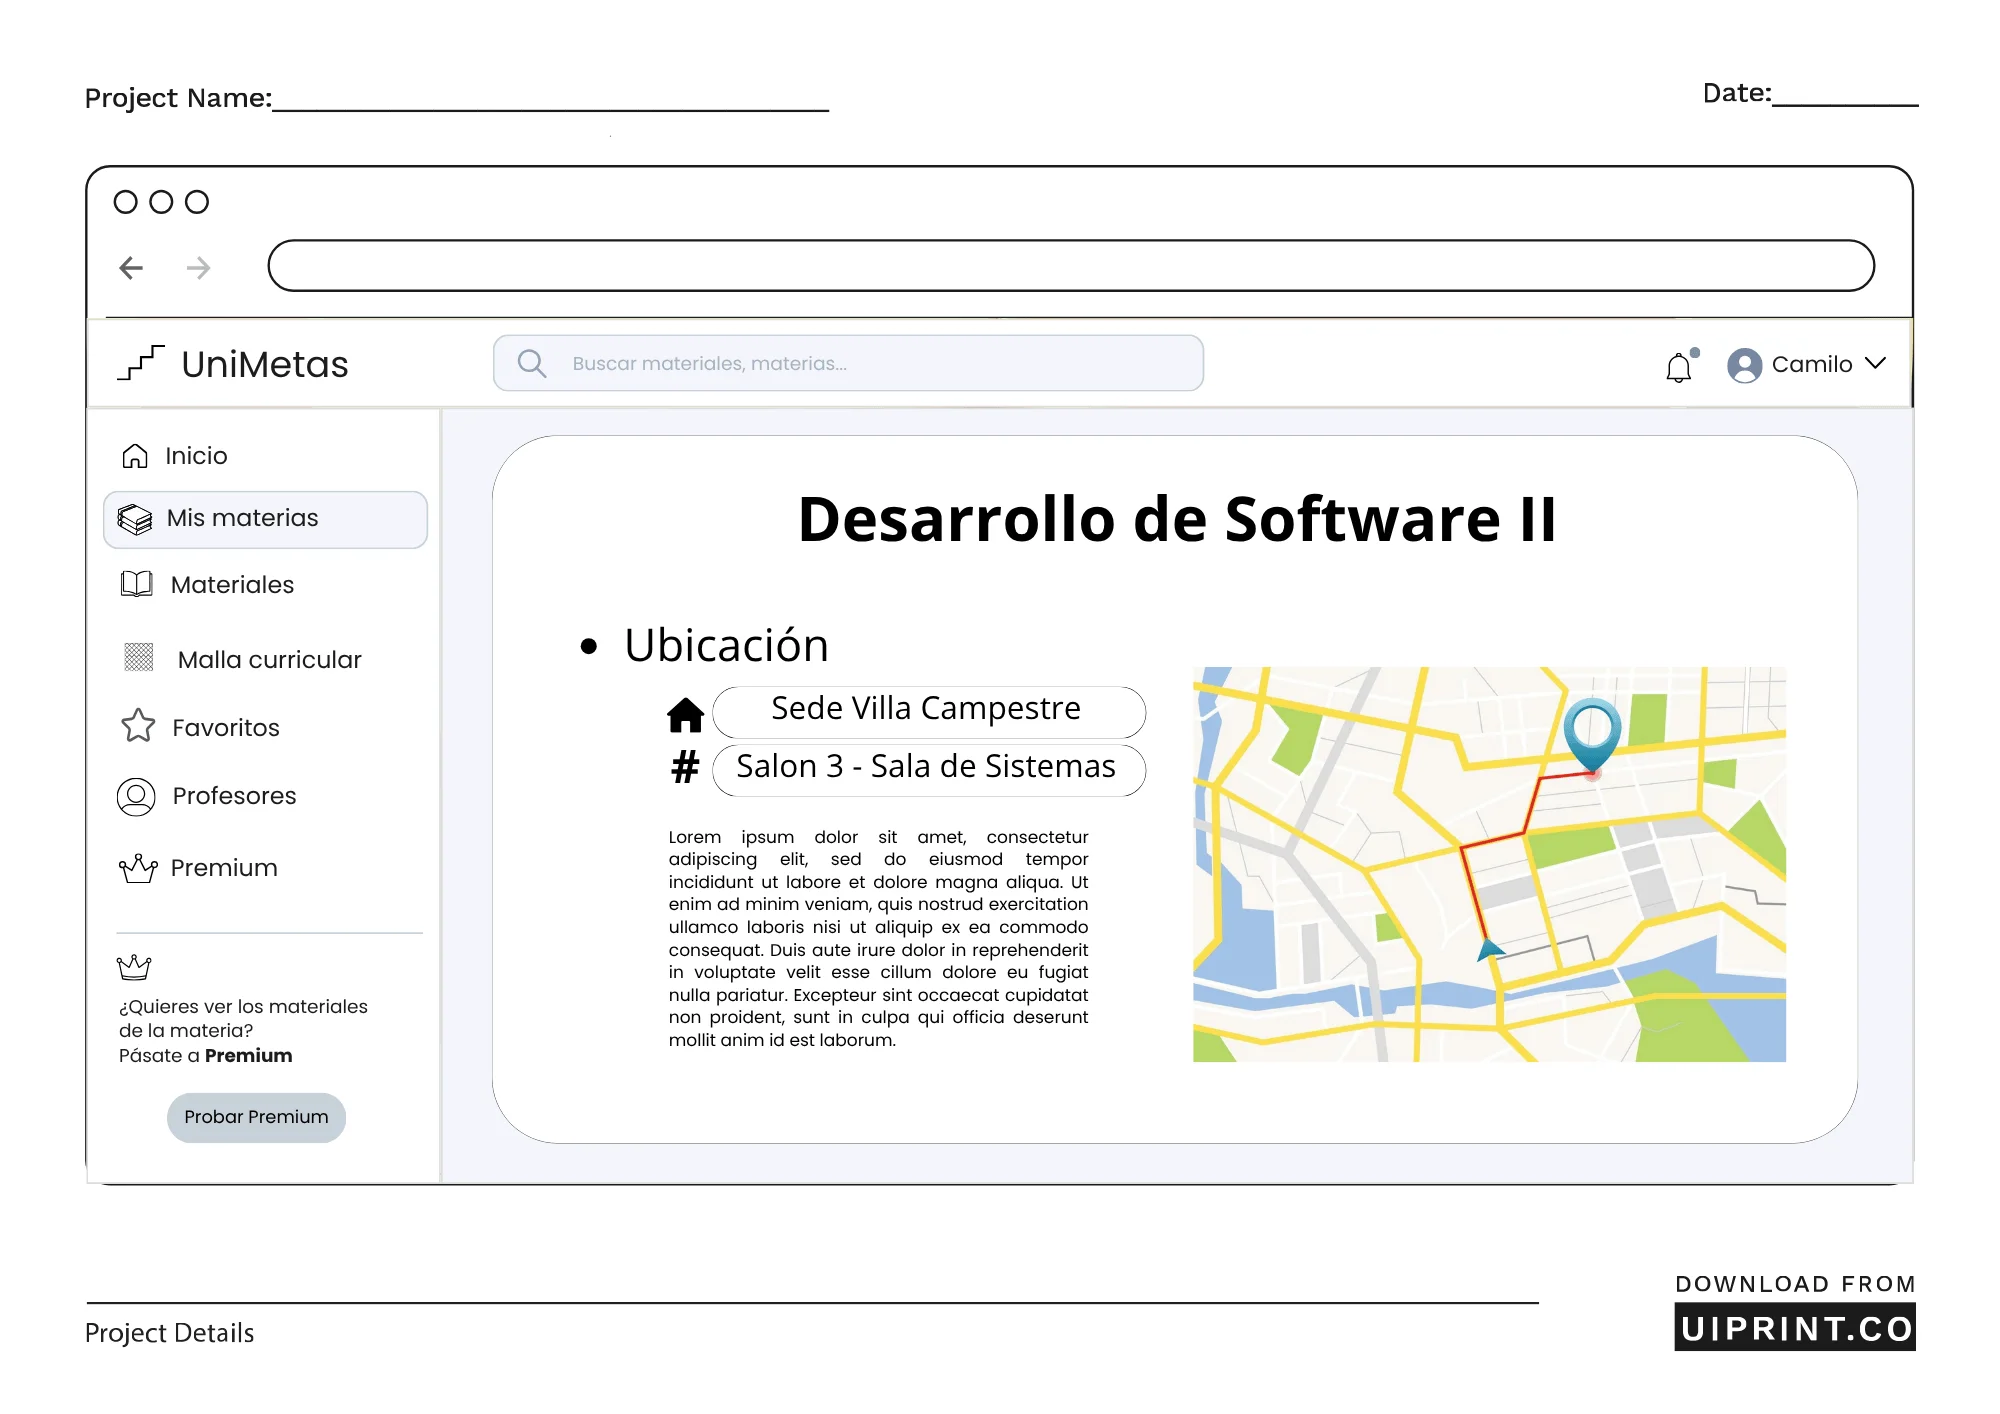 Project Name:
Date:
UniMetas
Buscar materiales, materias...
Camilo
Inicio
Mis materias
Materiales
Malla curricular
Favoritos
Profesores
Premium
¿Quieres ver los materiales
de la materia?
Pásate a Premium
Probar Premium
Desarrollo de Software II
• Ubicación
Sede Villa Campestre
# Salon 3 - Sala de Sistemas
Lorem ipsum dolor sit amet, consectetur
adipiscing elit, sed do eiusmod tempor
incididunt ut labore et dolore magna aliqua. Ut
enim ad minim veniam, quis nostrud exercitation
ullamco laboris nisi ut aliquip ex ea commodo
consequat. Duis aute irure dolor in reprehenderit
in voluptate velit esse cillum dolore eu fugiat
nulla pariatur. Excepteur sint occaecat cupidatat
non proident, sunt in culpa qui officia deserunt
mollit anim id est laborum.
Project Details
DOWNLOAD FROM
UIPRINT.CO